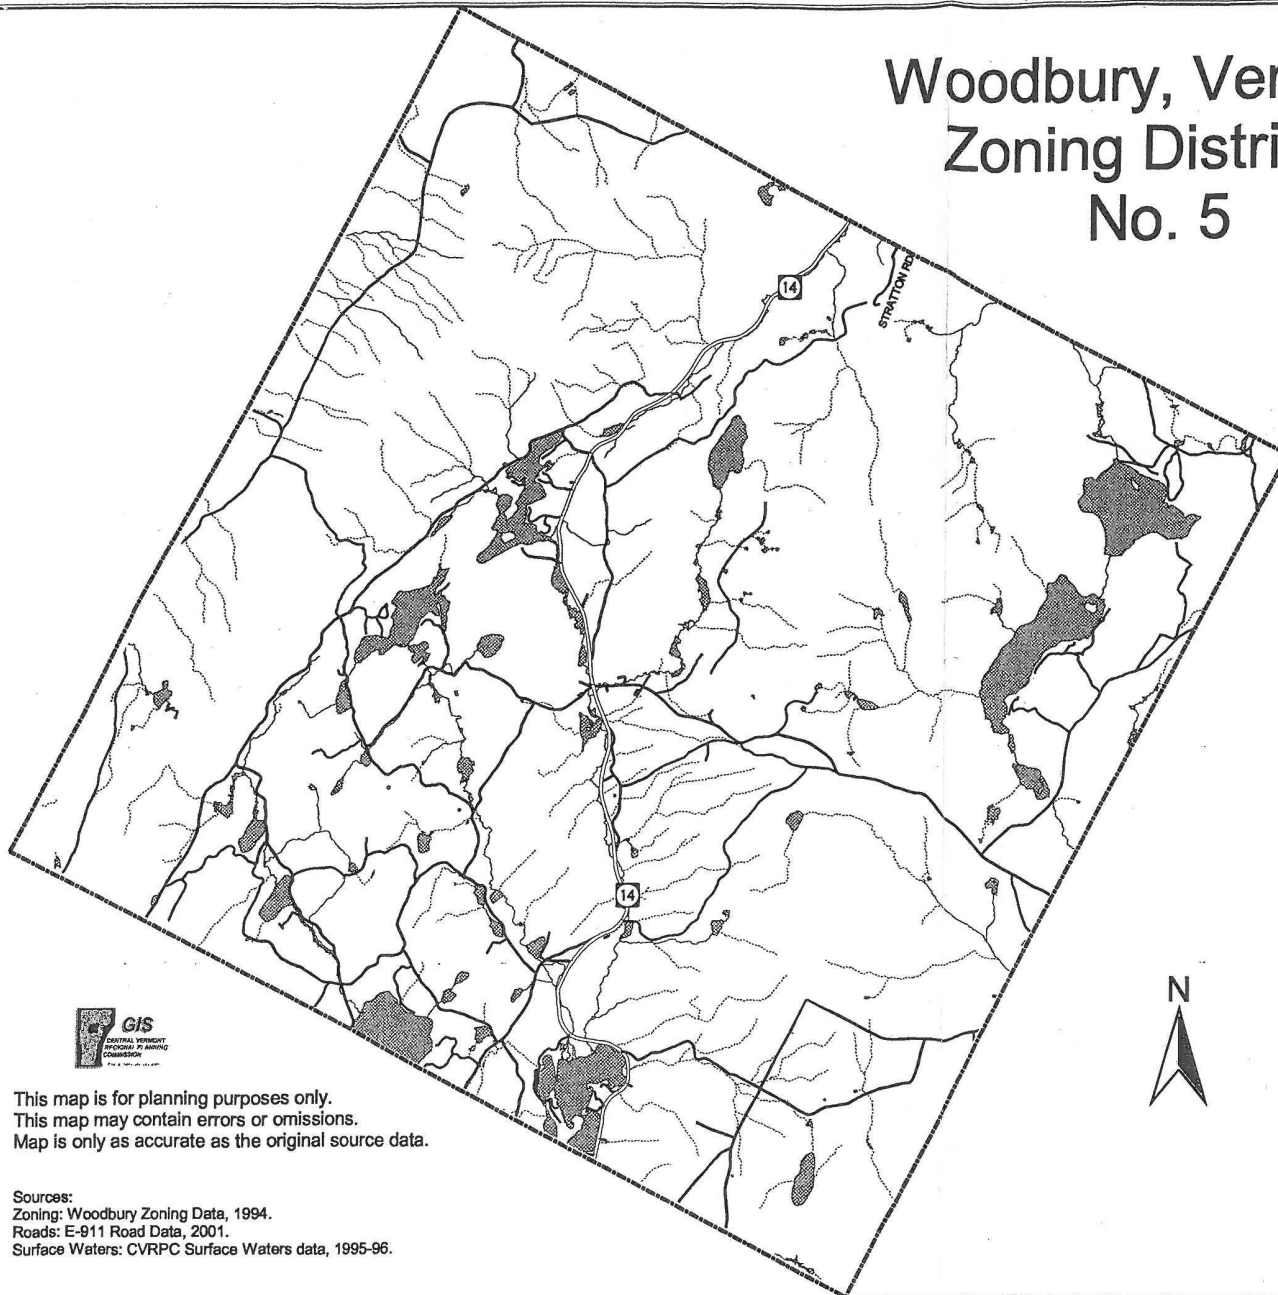 Woodbury, Ver
Zoning Distri
No. 5
14
STRATTON RD
14
N
GIS
CENTRAL VERMONT
REGIONAL PLANNING
COMMISSION
This map is for planning purposes only.
This map may contain errors or omissions.
Map is only as accurate as the original source data.
Sources:
Zoning: Woodbury Zoning Data, 1994.
Roads: E-911 Road Data, 2001.
Surface Waters: CVRPC Surface Waters data, 1995-96.